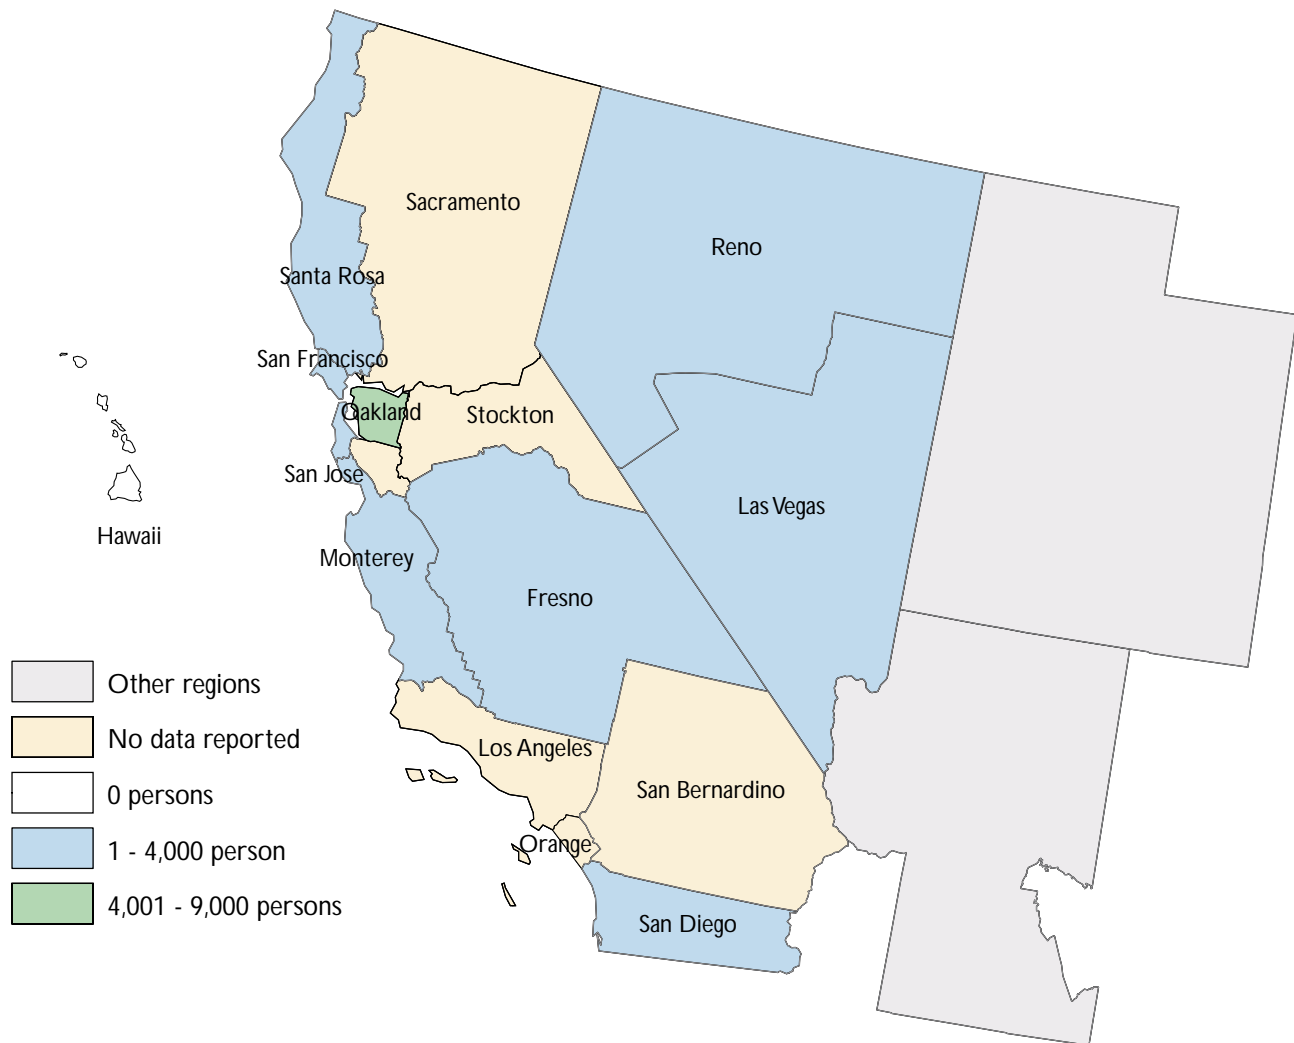 Sacramento
Reno
Santa Rosa
San Francisco
Oakland
Stockton
San Jose
Las Vegas
Hawaii
Monterey
Fresno
Other regions
No data reported
Los Angeles
0 persons
San Bernardino
1 - 4,000 person
Orange
4,001 - 9,000 persons
San Diego